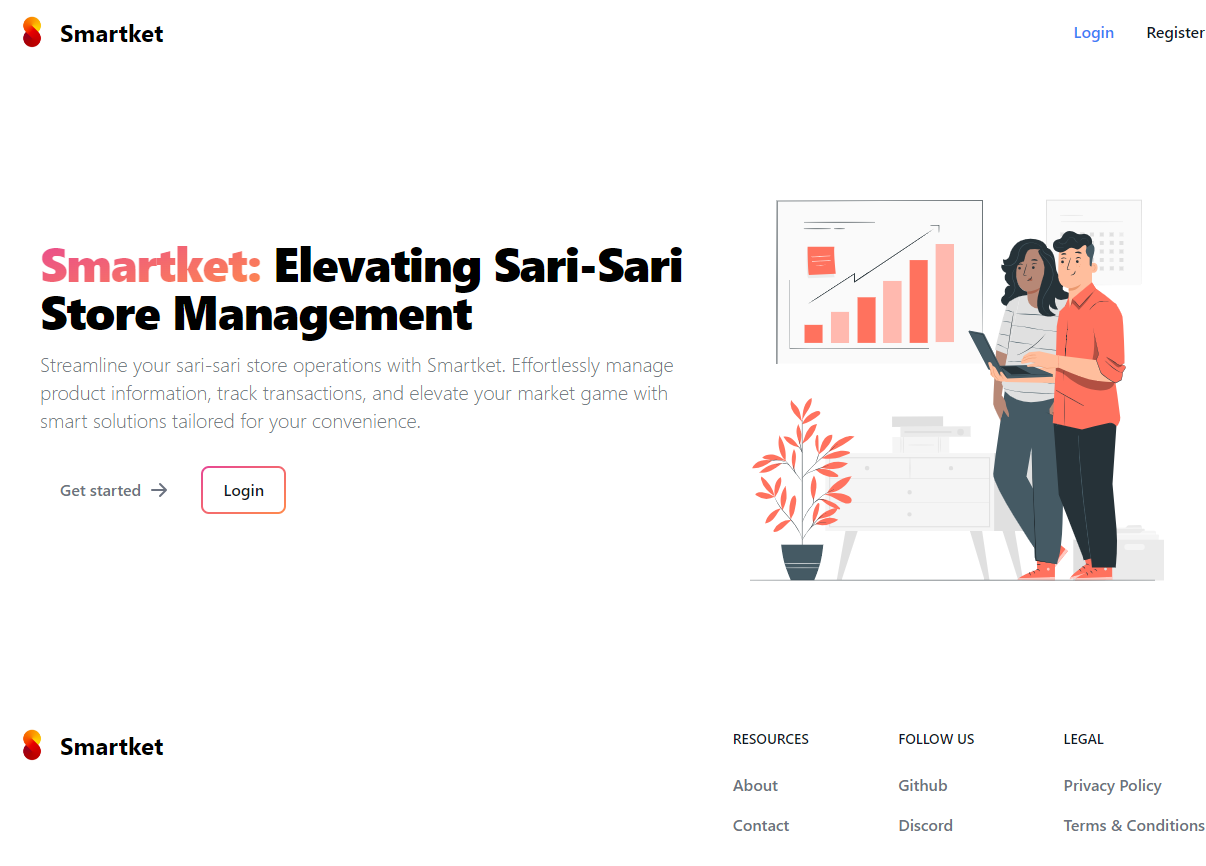 Smartket
Login
Register
Smartket: Elevating Sari-Sari
Store Management
Streamline your sari-sari store operations with Smartket. Effortlessly manage
product information, track transactions, and elevate your market game with
smart solutions tailored for your convenience.
Get started
Login
Smartket
RESOURCES
About
Contact
FOLLOW US
Github
Discord
LEGAL
Privacy Policy
Terms & Conditions